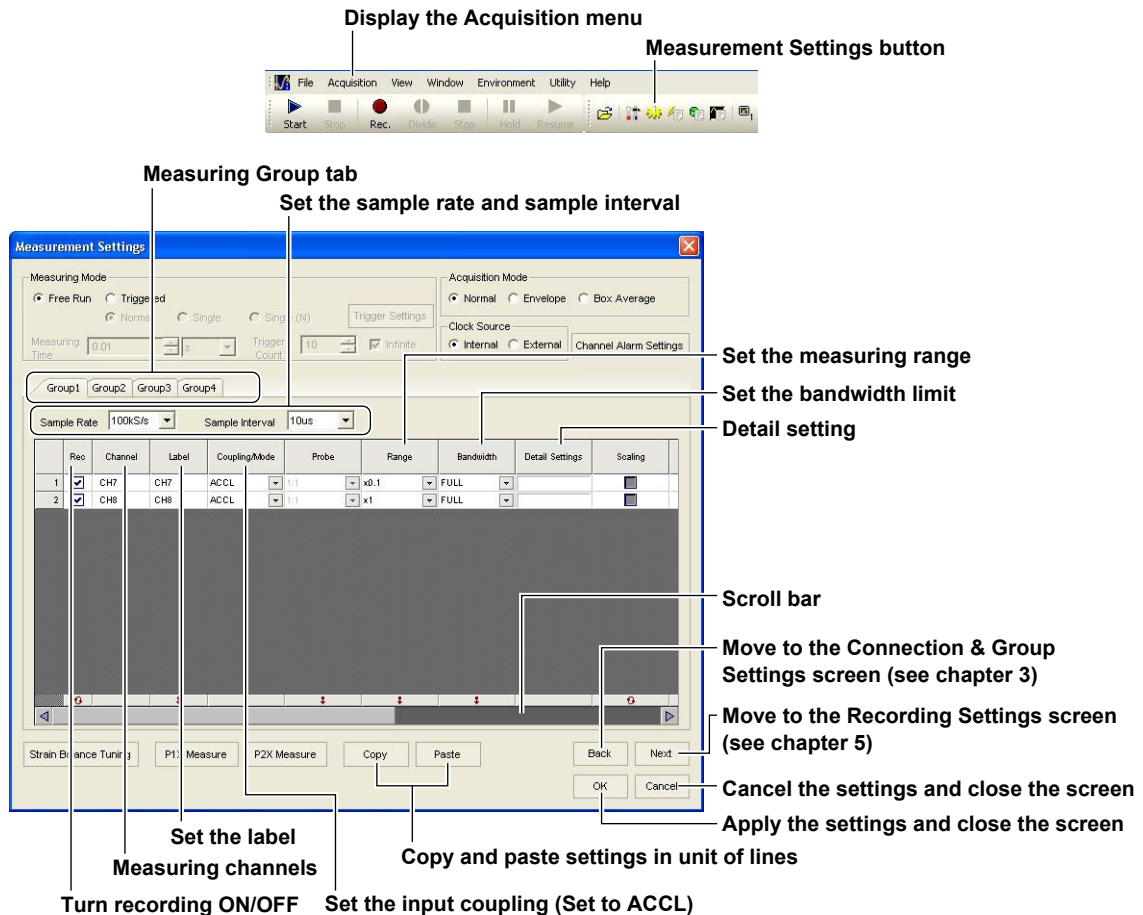 Display the Acquisition menu
Measurement Settings button
File Acquisition View Window Environment Utility Help
Start Stop Rec. Divide Stop Hold Resume
Measuring Group tab
Set the sample rate and sample interval
Measurement Settings
Measuring Mode
Free Run Triggered
Normal Single Single (N)
Trigger Settings
Measuring Time 0.01 s Trigger Count 10 Infinite
Acquisition Mode
Normal Envelope Box Average
Clock Source
Internal External Channel Alarm Settings
Group1 Group2 Group3 Group4
Sample Rate 100kS/s Sample Interval 10us
Rec Channel Label Coupling/Mode Probe Range Bandwidth Detail Settings Scaling
1 CH7 CH7 ACCL 1:1 x0.1 FULL
2 CH8 CH8 ACCL 1:1 x1 FULL
Set the measuring range
Set the bandwidth limit
Detail setting
Scroll bar
Move to the Connection & Group
Settings screen (see chapter 3)
Move to the Recording Settings screen
(see chapter 5)
Strain Balance Tuning P1X Measure P2X Measure Copy Paste Back Next
OK Cancel
Cancel the settings and close the screen
Apply the settings and close the screen
Set the label
Copy and paste settings in unit of lines
Measuring channels
Turn recording ON/OFF
Set the input coupling (Set to ACCL)